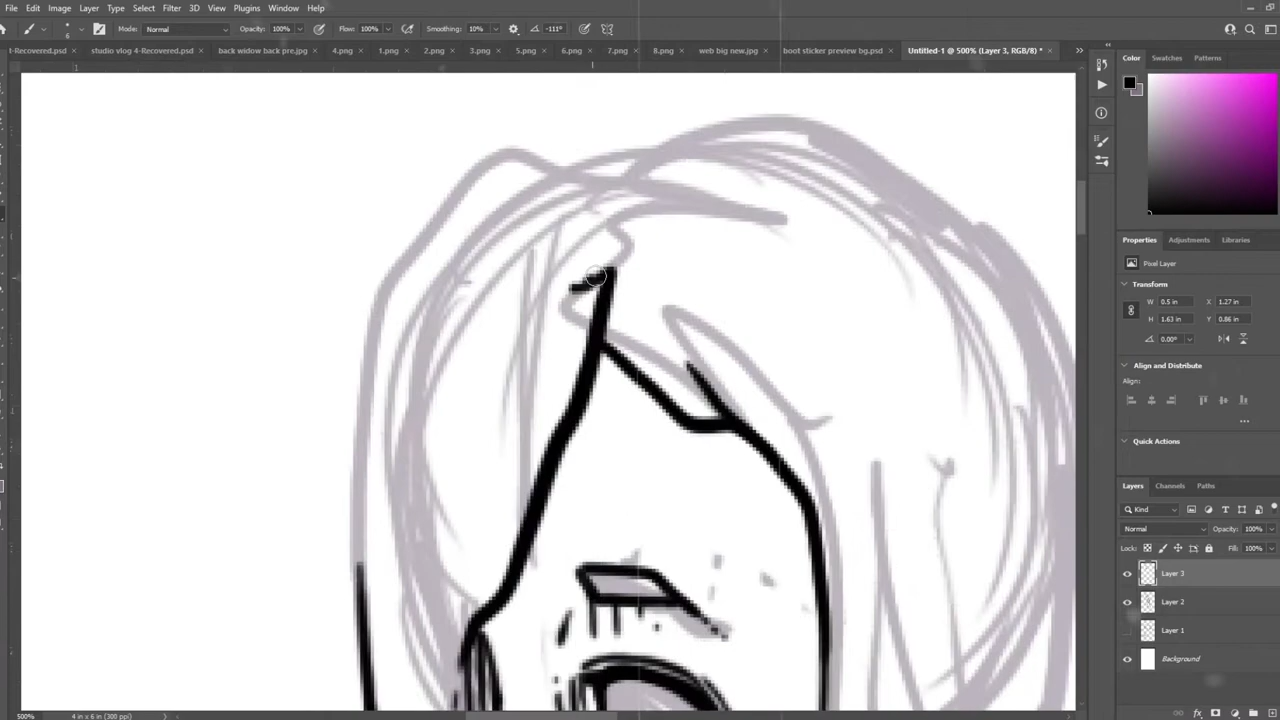 File Edit Image Layer Type Select Filter 3D View Plugins Window Help
6 Mode: Normal Opacity: 100% Flow: 100% Smoothing: 10% -111°
t-Recovered.psd × studio vlog 4-Recovered.psd × back widow back pre.jpg × 4.png × 1.png × 2.png × 3.png × 5.png × 6.png × 7.png × 8.png × web big new.jpg × boot sticker preview bg.psd × Untitled-1 @ 500% (Layer 3, RGB/8) * ×
1
Color Swatches Patterns
Properties Adjustments Libraries
Pixel Layer
Transform
W 0.5 in X 1.27 in
H 1.63 in Y 0.86 in
0.00°
Align and Distribute
Align:
Quick Actions
Layers Channels Paths
Kind
Normal Opacity: 100%
Lock: Fill: 100%
Layer 3
Layer 2
Layer 1
Background
500% 4 in x 6 in (300 ppi)
fx